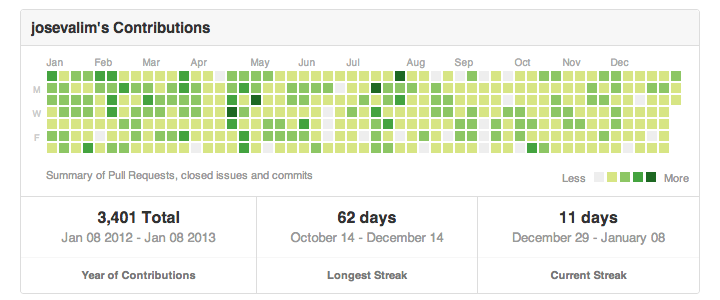 josevalim's Contributions
Jan Feb Mar Apr May Jun Jul Aug Sep Oct Nov Dec
M
W
F
Summary of Pull Requests, closed issues and commits
Less More
3,401 Total 62 days 11 days
Jan 08 2012 - Jan 08 2013 October 14 - December 14 December 29 - January 08
Year of Contributions Longest Streak Current Streak